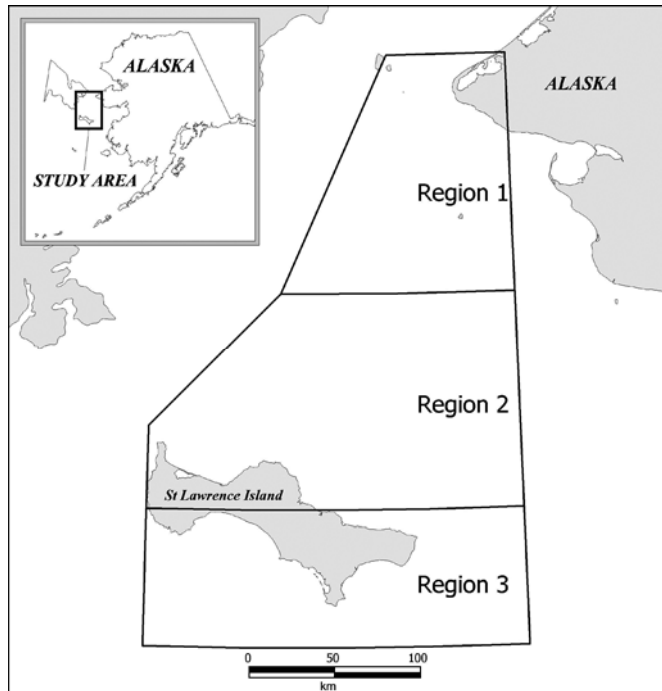 ALASKA
STUDY AREA
ALASKA
Region 1
Region 2
St Lawrence Island
Region 3
0 50 100
km